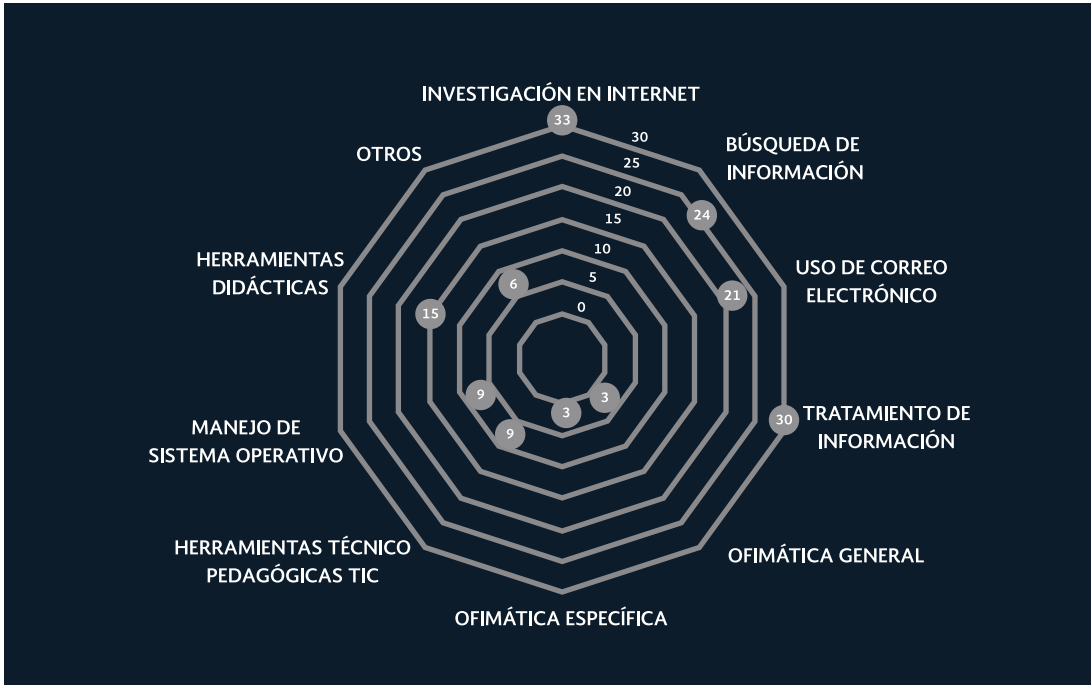 INVESTIGACIÓN EN INTERNET
33
30
BÚSQUEDA DE
INFORMACIÓN
OTROS
25
20
24
15
HERRAMIENTAS
DIDÁCTICAS
10
USO DE CORREO
ELECTRÓNICO
5
6
21
0
15
9
3
3
30
TRATAMIENTO DE
INFORMACIÓN
MANEJO DE
SISTEMA OPERATIVO
9
HERRAMIENTAS TÉCNICO
PEDAGÓGICAS TIC
OFIMÁTICA GENERAL
OFIMÁTICA ESPECÍFICA